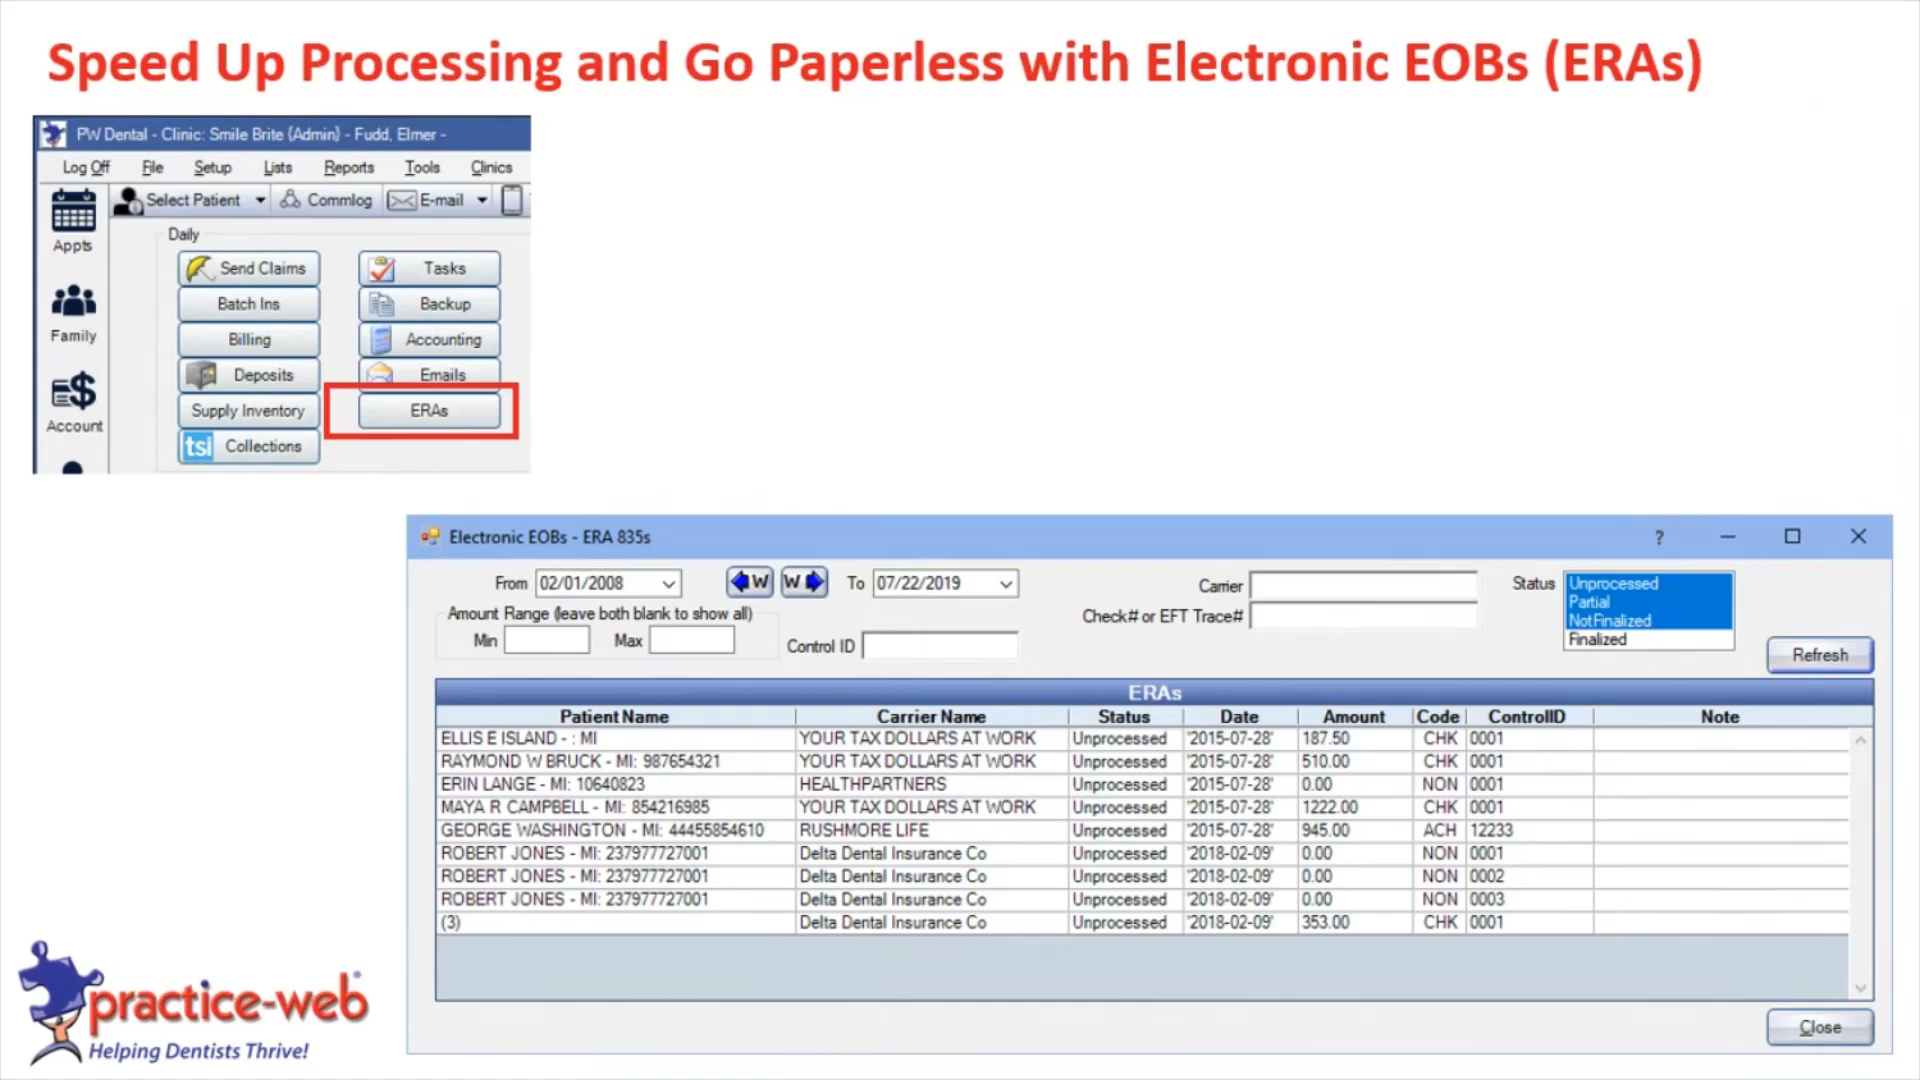 Speed Up Processing and Go Paperless with Electronic EOBs (ERAs)
PW Dental - Clinic: Smile Brite {Admin} - Fudd, Elmer -
Log Off File Setup Lists Reports Tools Clinics
Select Patient Commlog E-mail
Appts
Family
Account
Daily
Send Claims Tasks
Batch Ins Backup
Billing Accounting
Deposits Emails
Supply Inventory ERAs
tsi Collections
Electronic EOBs - ERA 835s
From 02/01/2008 W W To 07/22/2019
Amount Range (leave both blank to show all)
Min Max Control ID
Carrier
Check# or EFT Trace#
Status Unprocessed
Partial
NotFinalized
Finalized
Refresh
ERAs
Patient Name Carrier Name Status Date Amount Code ControlID Note
ELLIS E ISLAND - : MI YOUR TAX DOLLARS AT WORK Unprocessed '2015-07-28' 187.50 CHK 0001
RAYMOND W BRUCK - MI: 987654321 YOUR TAX DOLLARS AT WORK Unprocessed '2015-07-28' 510.00 CHK 0001
ERIN LANGE - MI: 10640823 HEALTHPARTNERS Unprocessed '2015-07-28' 0.00 NON 0001
MAYA R CAMPBELL - MI: 854216985 YOUR TAX DOLLARS AT WORK Unprocessed '2015-07-28' 1222.00 CHK 0001
GEORGE WASHINGTON - MI: 44455854610 RUSHMORE LIFE Unprocessed '2015-07-28' 945.00 ACH 12233
ROBERT JONES - MI: 237977727001 Delta Dental Insurance Co Unprocessed '2018-02-09' 0.00 NON 0001
ROBERT JONES - MI: 237977727001 Delta Dental Insurance Co Unprocessed '2018-02-09' 0.00 NON 0002
ROBERT JONES - MI: 237977727001 Delta Dental Insurance Co Unprocessed '2018-02-09' 0.00 NON 0003
(3) Delta Dental Insurance Co Unprocessed '2018-02-09' 353.00 CHK 0001
Close
practice-web
Helping Dentists Thrive!